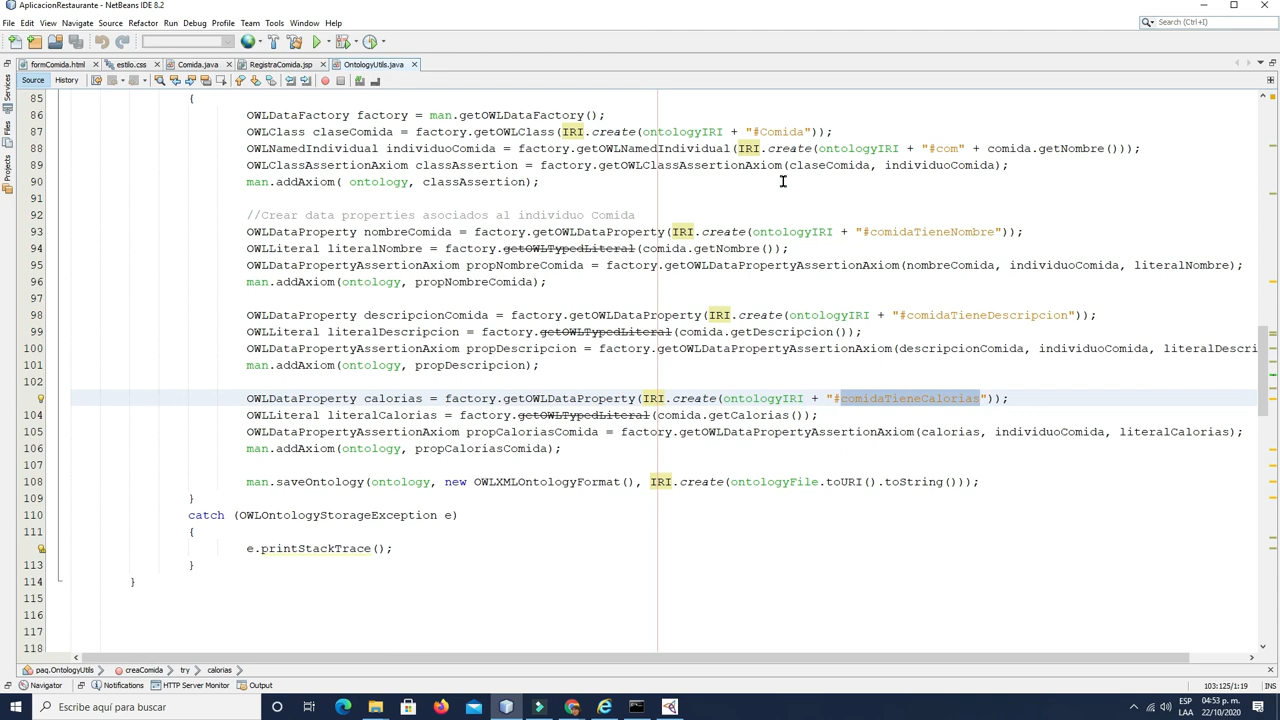 AplicacionRestaurante - NetBeans IDE 8.2
File Edit View Navigate Source Refactor Run Debug Profile Team Tools Window Help
Search (Ctrl+I)
formComida.html estilo.css Comida.java RegistraComida.jsp OntologyUtils.java
Source History
Services
Files
Projects
85 {
86 OWLDataFactory factory = man.getOWLDataFactory();
87 OWLClass claseComida = factory.getOWLClass(IRI.create(ontologyIRI + "#Comida"));
88 OWLNamedIndividual individuoComida = factory.getOWLNamedIndividual(IRI.create(ontologyIRI + "#com" + comida.getNombre()));
89 OWLClassAssertionAxiom classAssertion = factory.getOWLClassAssertionAxiom(claseComida, individuoComida);
90 man.addAxiom( ontology, classAssertion);
91
92 //Crear data properties asociados al individuo Comida
93 OWLDataProperty nombreComida = factory.getOWLDataProperty(IRI.create(ontologyIRI + "#comidaTieneNombre"));
94 OWLLiteral literalNombre = factory.getOWLTypedLiteral(comida.getNombre());
95 OWLDataPropertyAssertionAxiom propNombreComida = factory.getOWLDataPropertyAssertionAxiom(nombreComida, individuoComida, literalNombre);
96 man.addAxiom(ontology, propNombreComida);
97
98 OWLDataProperty descripcionComida = factory.getOWLDataProperty(IRI.create(ontologyIRI + "#comidaTieneDescripcion"));
99 OWLLiteral literalDescripcion = factory.getOWLTypedLiteral(comida.getDescripcion());
100 OWLDataPropertyAssertionAxiom propDescripcion = factory.getOWLDataPropertyAssertionAxiom(descripcionComida, individuoComida, literalDescri
101 man.addAxiom(ontology, propDescripcion);
102
OWLDataProperty calorias = factory.getOWLDataProperty(IRI.create(ontologyIRI + "#comidaTieneCalorias"));
104 OWLLiteral literalCalorias = factory.getOWLTypedLiteral(comida.getCalorias());
105 OWLDataPropertyAssertionAxiom propCaloriasComida = factory.getOWLDataPropertyAssertionAxiom(calorias, individuoComida, literalCalorias);
106 man.addAxiom(ontology, propCaloriasComida);
107
108 man.saveOntology(ontology, new OWLXMLOntologyFormat(), IRI.create(ontologyFile.toURI().toString()));
109 }
110 catch (OWLOntologyStorageException e)
111 {
e.printStackTrace();
113 }
114 }
115
116
117
118
paq.OntologyUtils creaComida try calorias
Navigator Notifications HTTP Server Monitor Output
103:125/1:19 INS
Escribe aquí para buscar
ESP 04:53 p. m.
LAA 22/10/2020